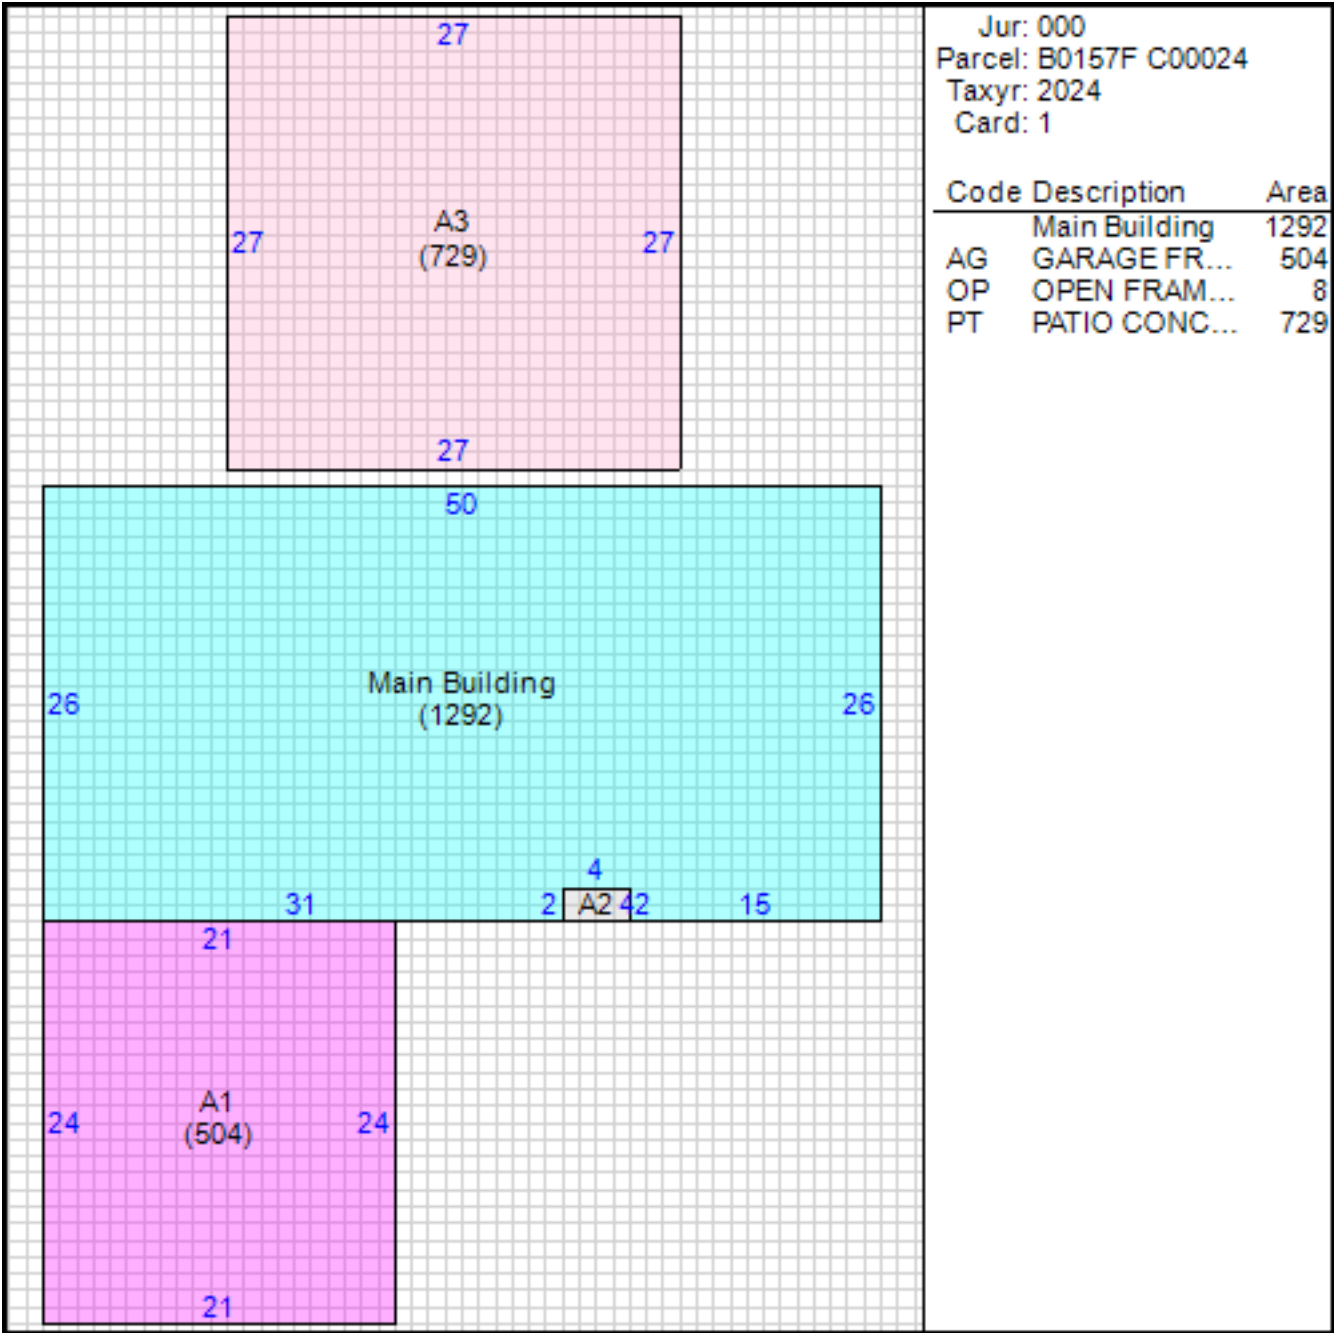 27
A3
27
27
(729)
27
50
Main Building
26
26
(1292)
4
31
2
A2
42
15
21
A1
24
24
(504)
21
Jur: 000
Parcel: B0157F C00024
Taxyr: 2024
Card: 1
Code Description Area
Main Building 1292
AG GARAGE FR... 504
OP OPEN FRAM... 8
PT PATIO CONC... 729